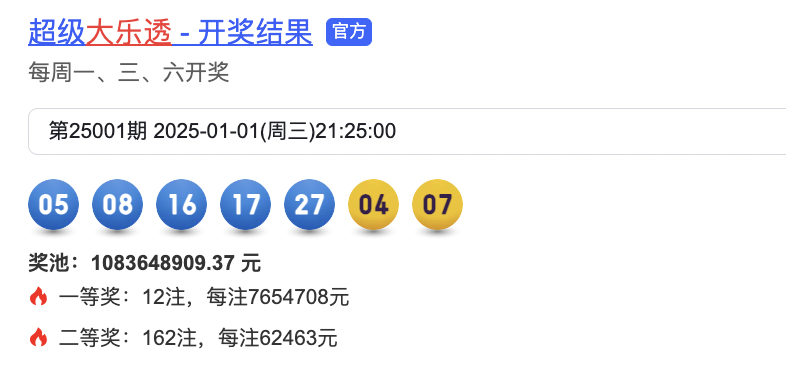 超级大乐透 - 开奖结果 官方
每周一、三、六开奖
第25001期 2025-01-01(周三)21:25:00
05 08 16 17 27 04 07
奖池：1083648909.37 元
一等奖：12注，每注7654708元
二等奖：162注，每注62463元